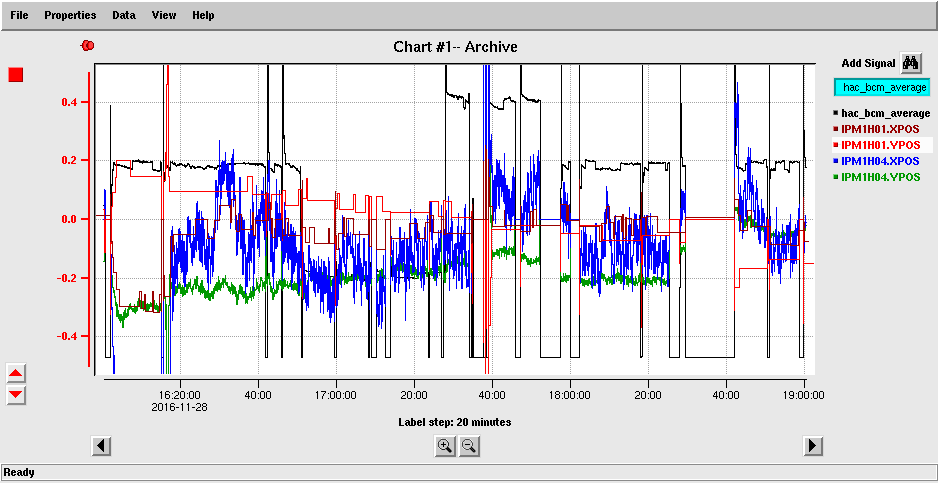 File Properties Data View Help
Chart #1-- Archive
Add Signal
hac_bcm_average
hac_bcm_average
IPM1H01.XPOS
IPM1H01.YPOS
IPM1H04.XPOS
IPM1H04.YPOS
0.4
0.2
0.0
-0.2
-0.4
16:20:00 40:00 17:00:00 20:00 40:00 18:00:00 20:00 40:00 19:00:00
2016-11-28
Label step: 20 minutes
Ready